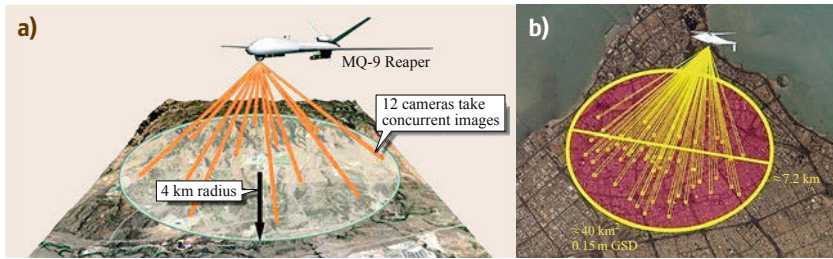 a)
MQ-9 Reaper
12 cameras take
concurrent images
4 km radius
b)
≈ 7.2 km
≈ 40 km²
0.15 m GSD